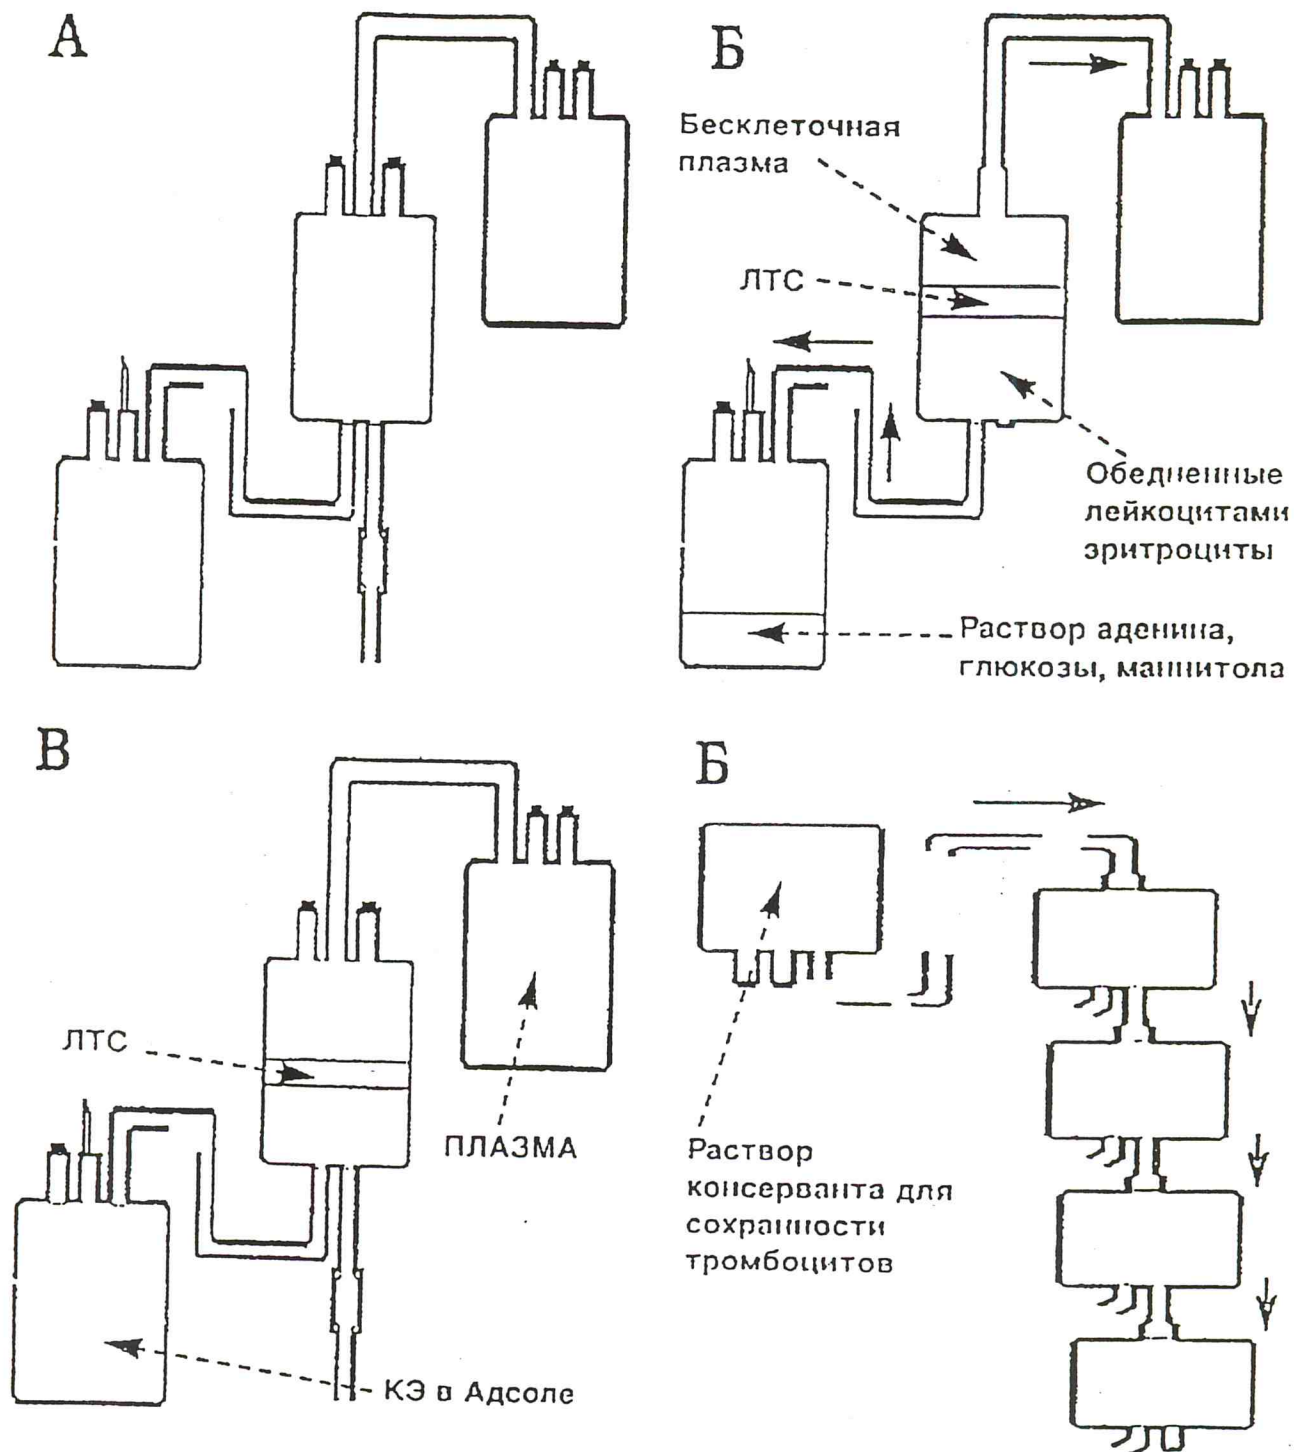 А
Б
Бесклеточная
плазма
ЛТС
Обедненные
лейкоцитами
эритроциты
Раствор аденина,
глюкозы, маннитола
В
ЛТС
ПЛАЗМА
КЭ в Адсоле
Б
Раствор
консерванта для
сохранности
тромбоцитов